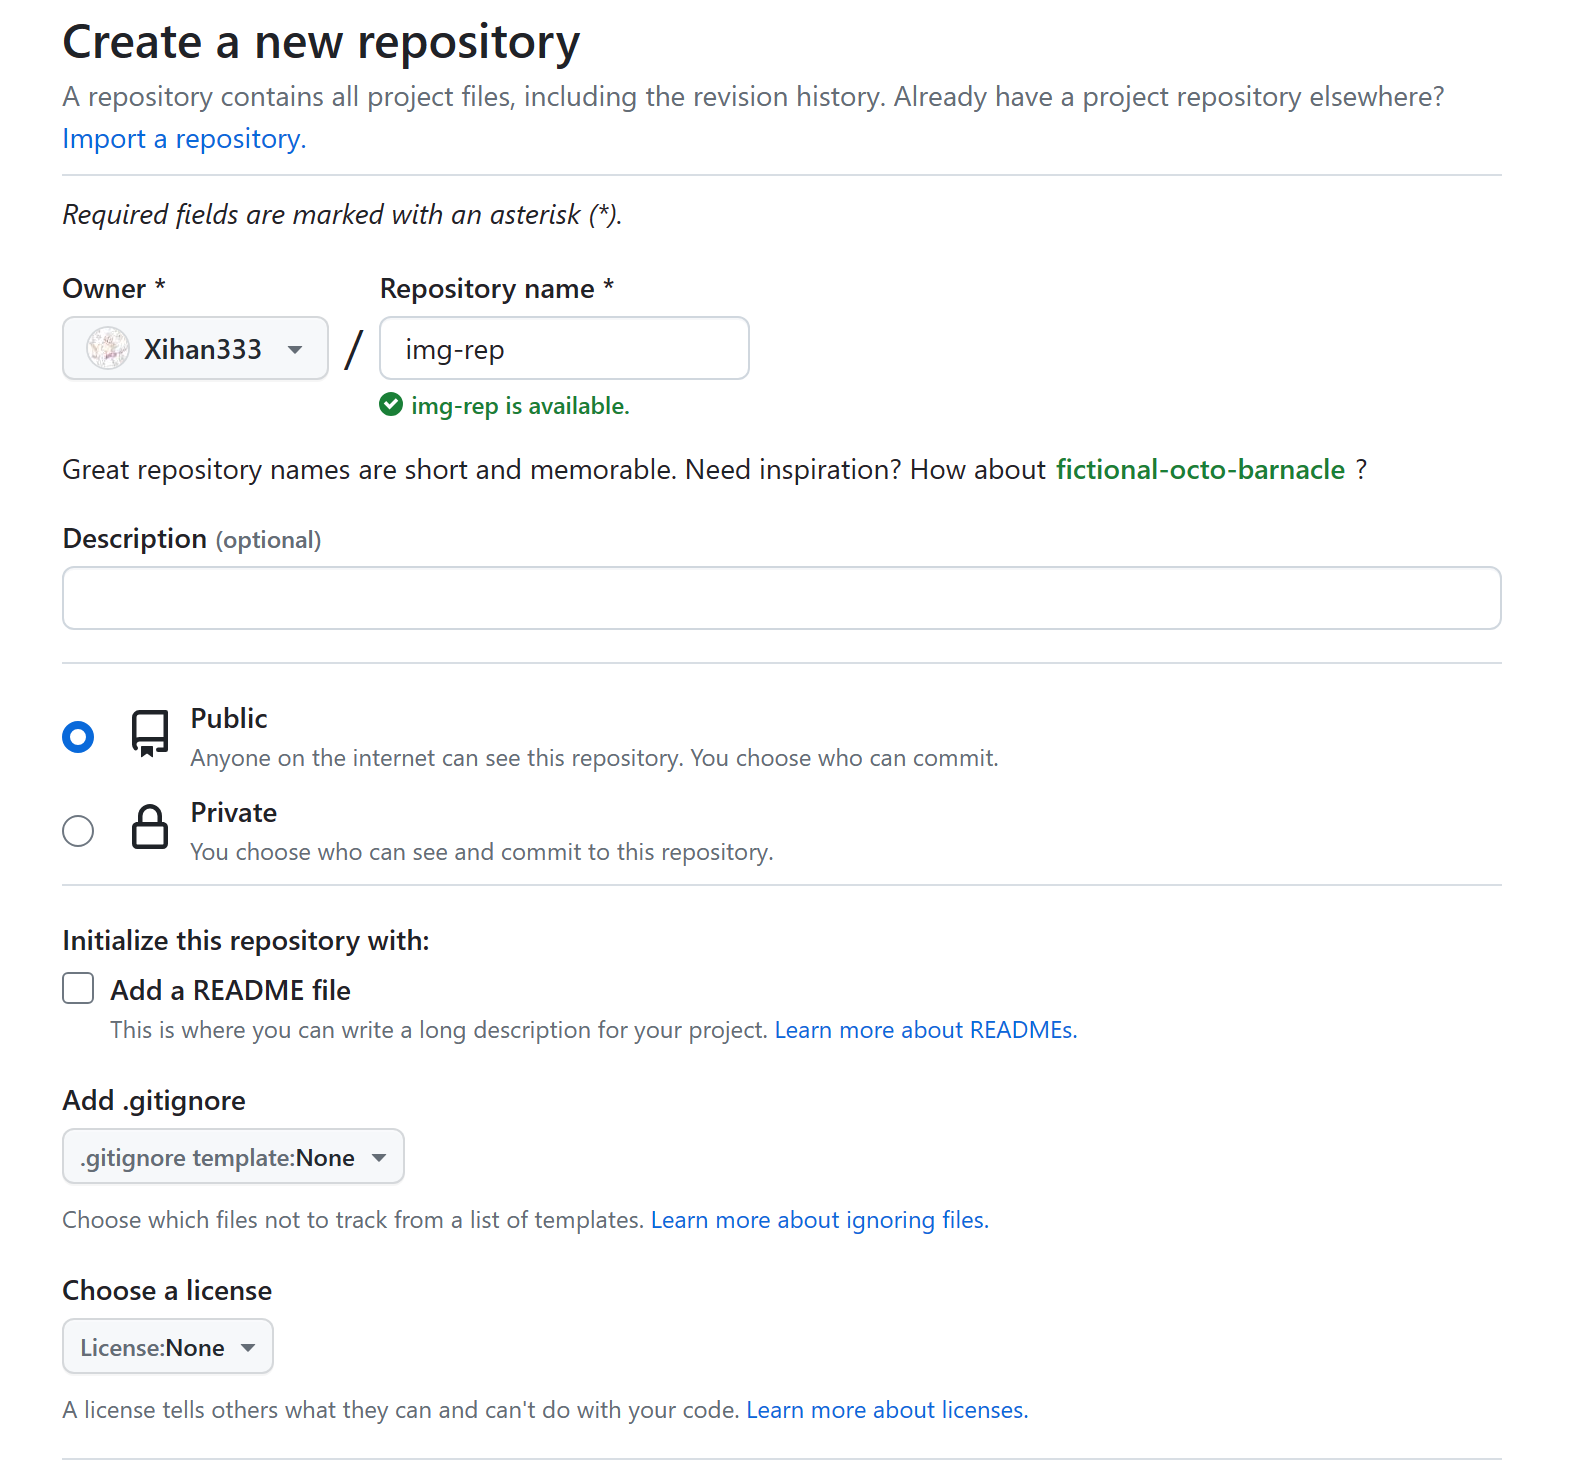 Create a new repository
A repository contains all project files, including the revision history. Already have a project repository elsewhere?
Import a repository.
Required fields are marked with an asterisk (*).
Owner * Repository name *
Xihan333 / img-rep
img-rep is available.
Great repository names are short and memorable. Need inspiration? How about fictional-octo-barnacle ?
Description (optional)
Public
Anyone on the internet can see this repository. You choose who can commit.
Private
You choose who can see and commit to this repository.
Initialize this repository with:
Add a README file
This is where you can write a long description for your project. Learn more about READMEs.
Add .gitignore
.gitignore template:None
Choose which files not to track from a list of templates. Learn more about ignoring files.
Choose a license
License:None
A license tells others what they can and can't do with your code. Learn more about licenses.